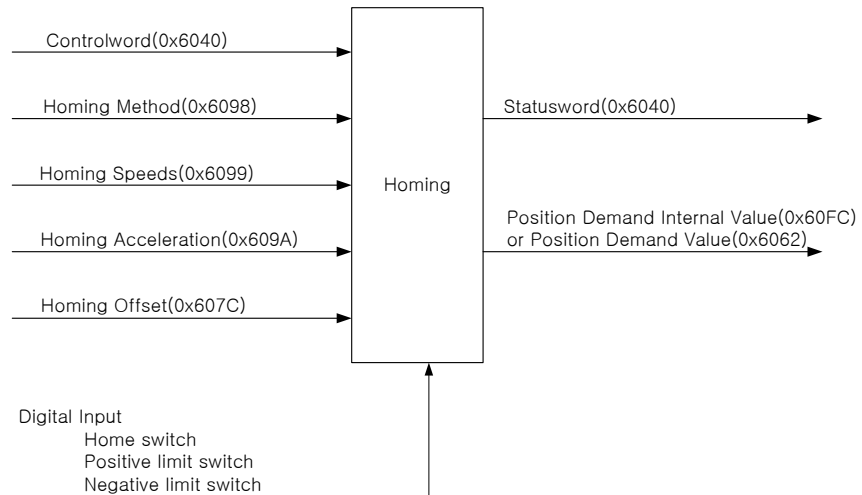 Controlword(0x6040)
Homing Method(0x6098)
Homing Speeds(0x6099)
Homing Acceleration(0x609A)
Homing Offset(0x607C)
Homing
Statusword(0x6040)
Position Demand Internal Value(0x60FC)
or Position Demand Value(0x6062)
Digital Input
Home switch
Positive limit switch
Negative limit switch